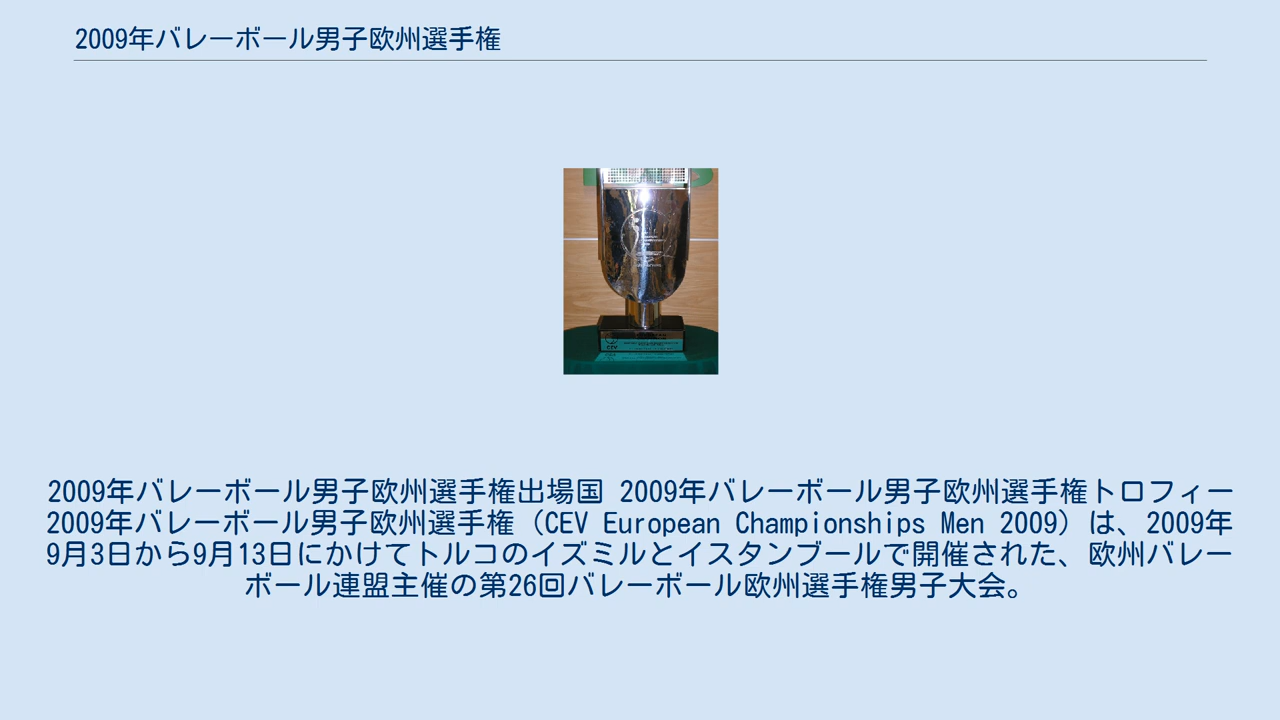 2009年バレーボール男子欧州選手権
CEV
2009年バレーボール男子欧州選手権出場国 2009年バレーボール男子欧州選手権トロフィー
2009年バレーボール男子欧州選手権（CEV European Championships Men 2009）は、2009年
9月3日から9月13日にかけてトルコのイズミルとイスタンブールで開催された、欧州バレー
ボール連盟主催の第26回バレーボール欧州選手権男子大会。